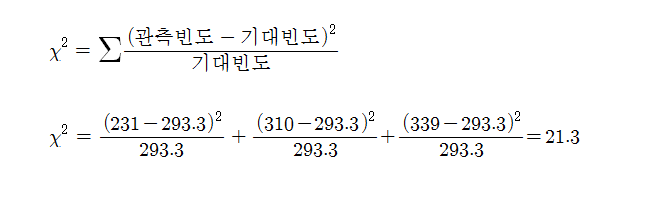 χ² = ∑ (관측빈도 − 기대빈도)² / 기대빈도
χ² = (231−293.3)² / 293.3 + (310−293.3)² / 293.3 + (339−293.3)² / 293.3 = 21.3